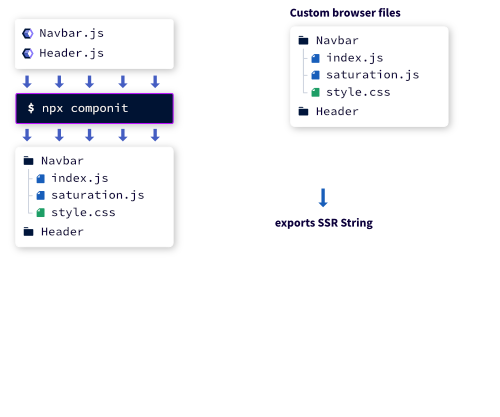 Navbar.js
Header.js
$ npx componit
Navbar
index.js
saturation.js
style.css
Header
Custom browser files
Navbar
index.js
saturation.js
style.css
Header
exports SSR String